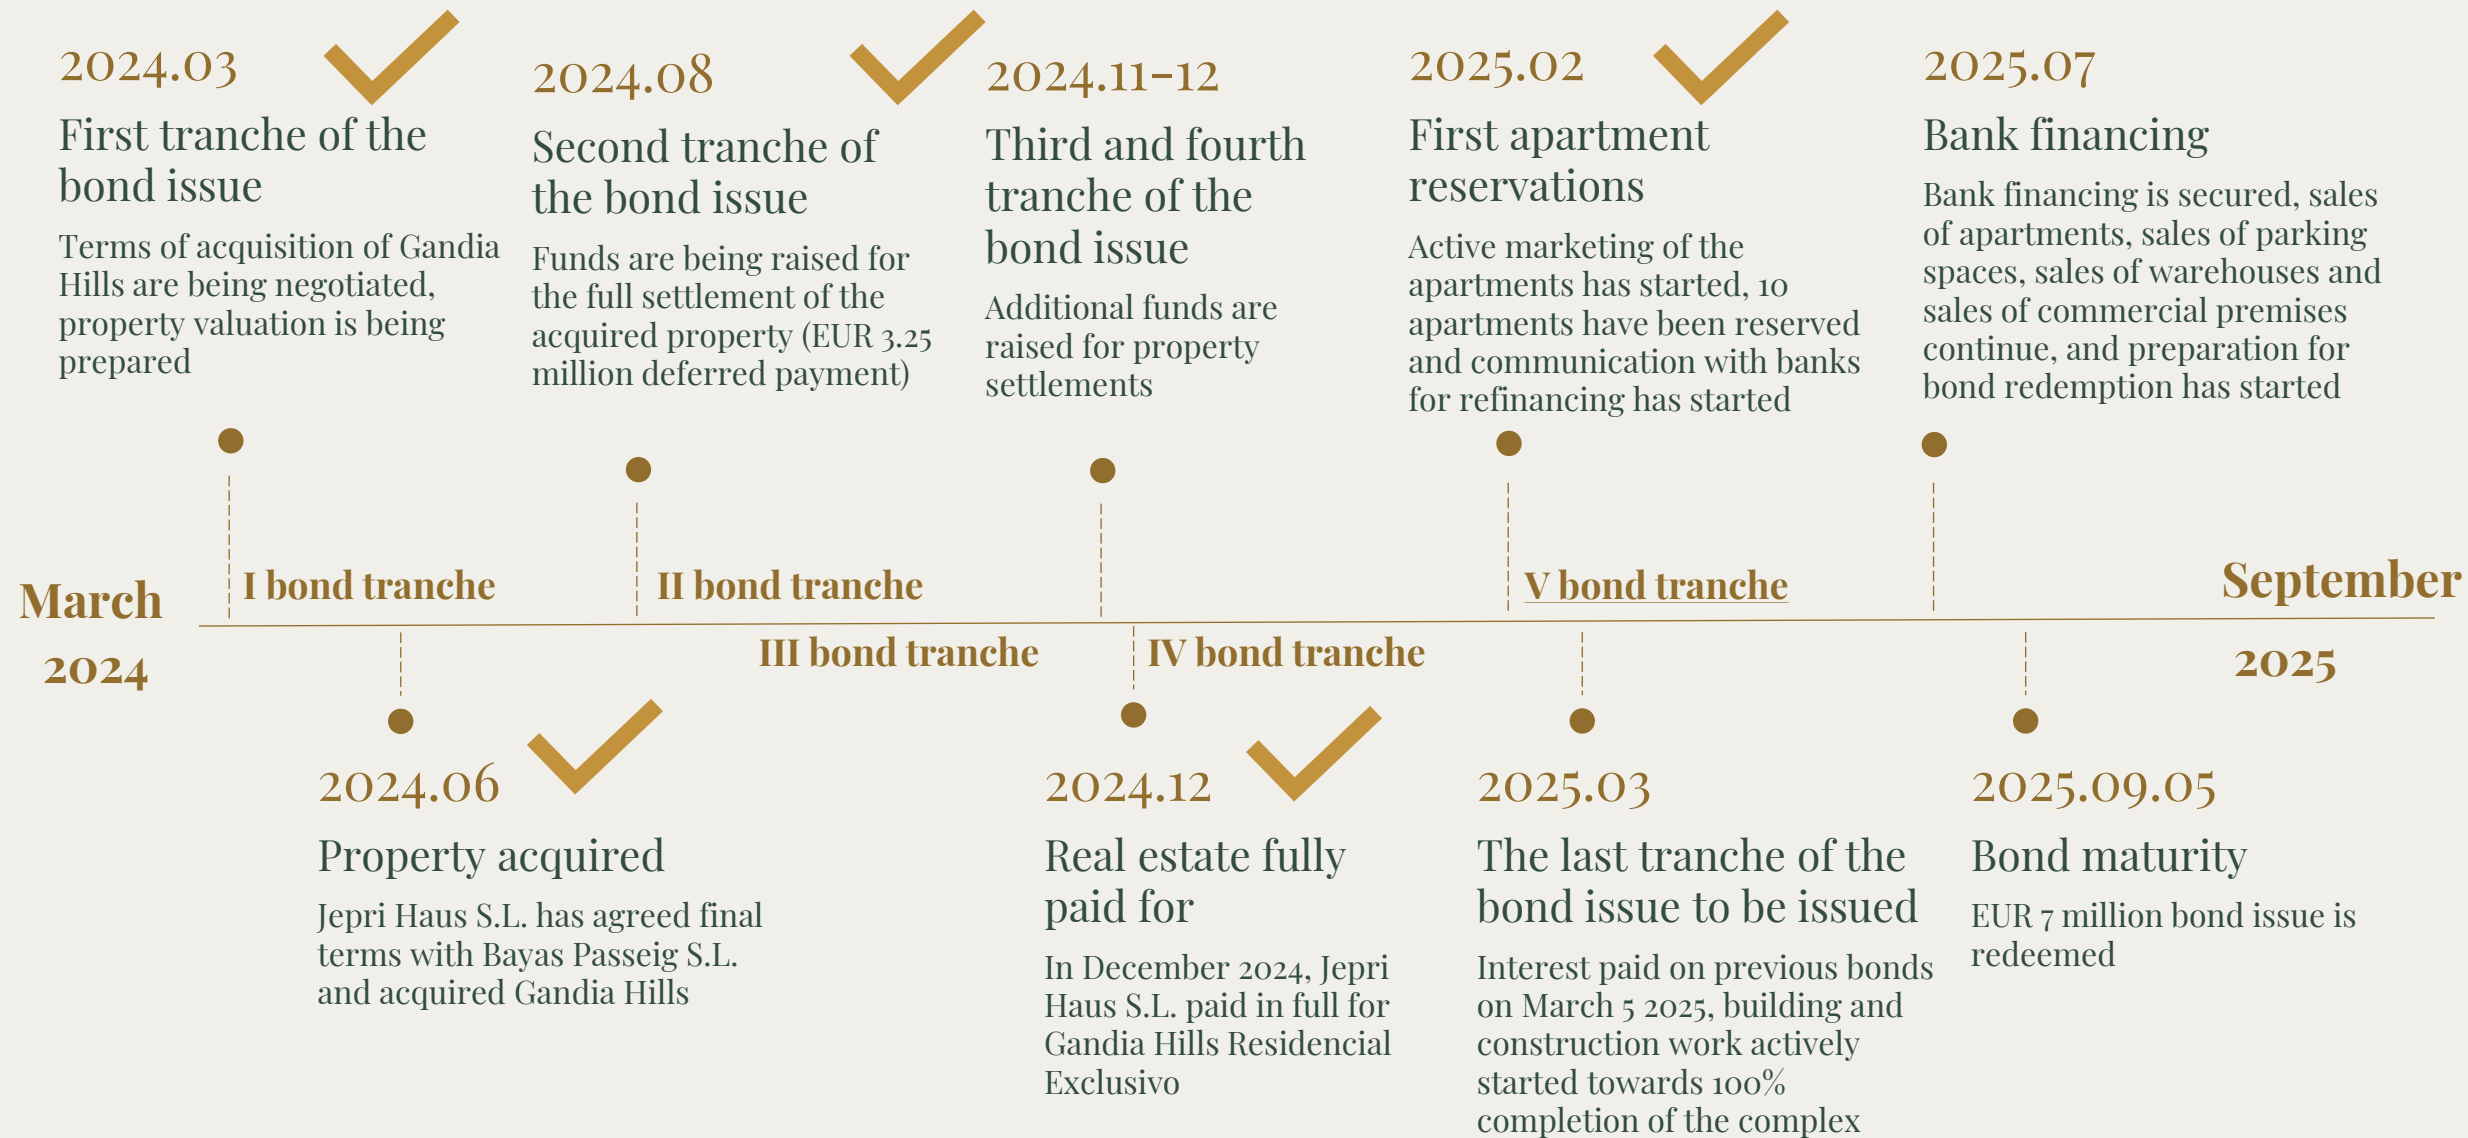 2024.03
First tranche of the
bond issue
Terms of acquisition of Gandia
Hills are being negotiated,
property valuation is being
prepared
2024.08
Second tranche of
the bond issue
Funds are being raised for
the full settlement of the
acquired property (EUR 3.25
million deferred payment)
2024.11-12
Third and fourth
tranche of the
bond issue
Additional funds are
raised for property
settlements
2025.02
First apartment
reservations
Active marketing of the
apartments has started, 10
apartments have been reserved
and communication with banks
for refinancing has started
2025.07
Bank financing
Bank financing is secured, sales
of apartments, sales of parking
spaces, sales of warehouses and
sales of commercial premises
continue, and preparation for
bond redemption has started
March
2024
I bond tranche
II bond tranche
III bond tranche
IV bond tranche
V bond tranche
September
2025
2024.06
Property acquired
Jepri Haus S.L. has agreed final
terms with Bayas Passeig S.L.
and acquired Gandia Hills
2024.12
Real estate fully
paid for
In December 2024, Jepri
Haus S.L. paid in full for
Gandia Hills Residencial
Exclusivo
2025.03
The last tranche of the
bond issue to be issued
Interest paid on previous bonds
on March 5 2025, building and
construction work actively
started towards 100%
completion of the complex
2025.09.05
Bond maturity
EUR 7 million bond issue is
redeemed